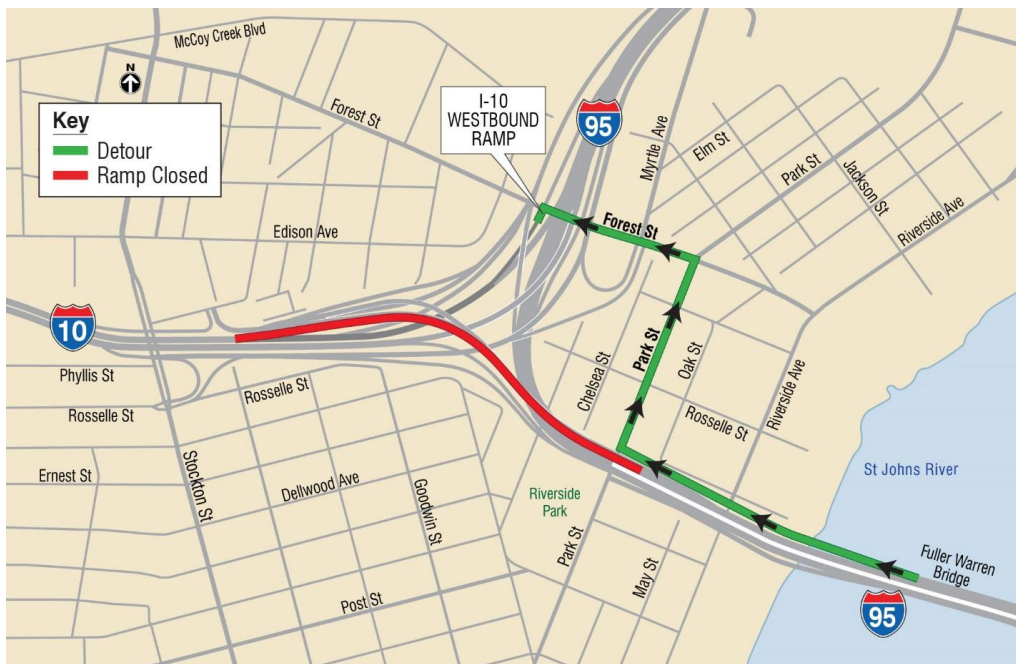 McCoy Creek Blvd
N
Key
Detour
Ramp Closed
Forest St
I-10
WESTBOUND
RAMP
95
Myrtle Ave
Elm St
Park St
Jackson St
Riverside Ave
Edison Ave
Forest St
10
Phyllis St
Rosselle St
Rosselle St
Ernest St
Stockton St
Dellwood Ave
Goodwin St
Post St
Chelsea St
Park St
Oak St
Rosselle St
Riverside Ave
Riverside
Park
Park St
May St
St Johns River
Fuller Warren
Bridge
95